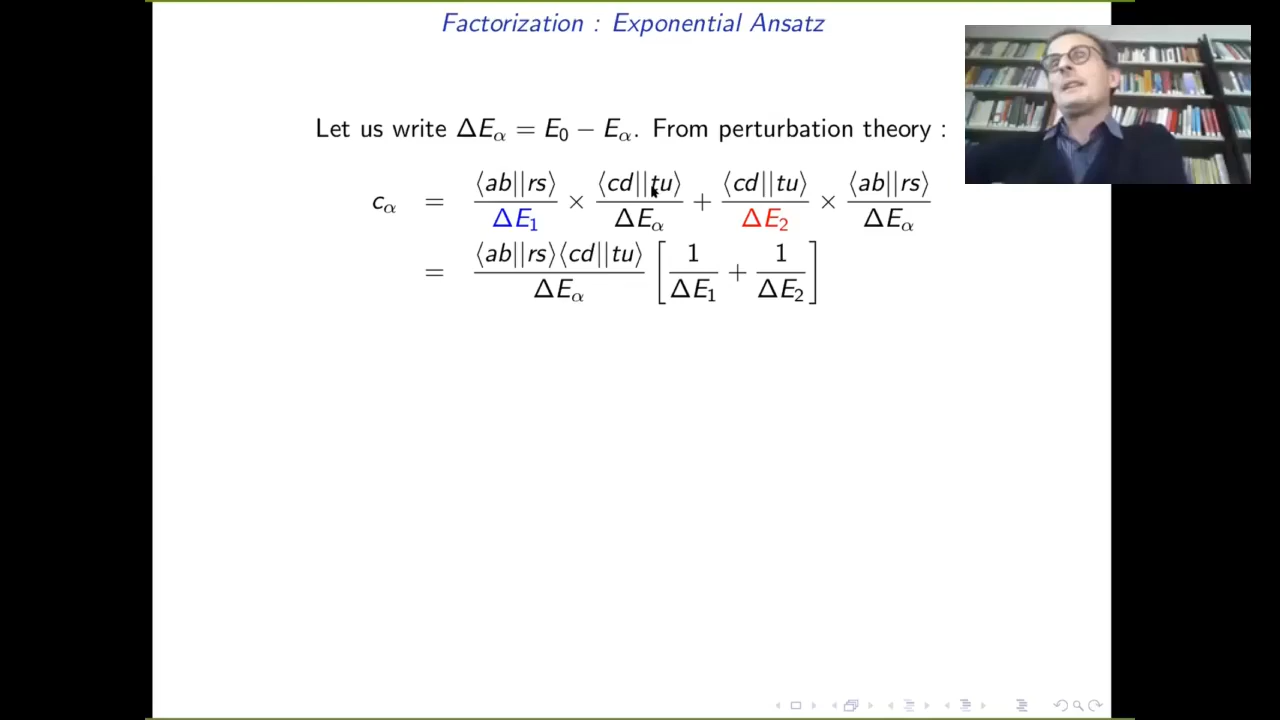 Factorization : Exponential Ansatz
Let us write ΔE_α = E_0 − E_α. From perturbation theory :
c_α = ⟨ab||rs⟩/ΔE_1 × ⟨cd||tu⟩/ΔE_α + ⟨cd||tu⟩/ΔE_2 × ⟨ab||rs⟩/ΔE_α
= ⟨ab||rs⟩⟨cd||tu⟩/ΔE_α [1/ΔE_1 + 1/ΔE_2]